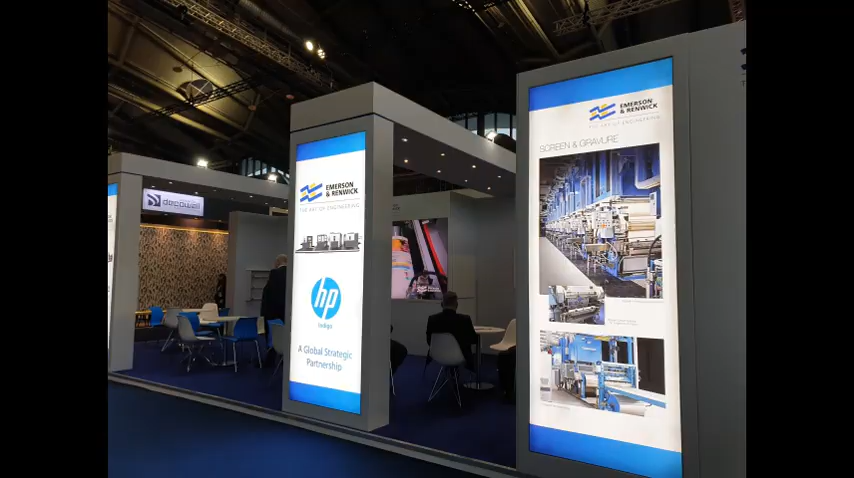 decowall
EMERSON
& RENWICK
THE ART OF ENGINEERING
hp
Indigo
A Global Strategic
Partnership
EMERSON
& RENWICK
THE ART OF ENGINEERING
SCREEN & GRAVURE